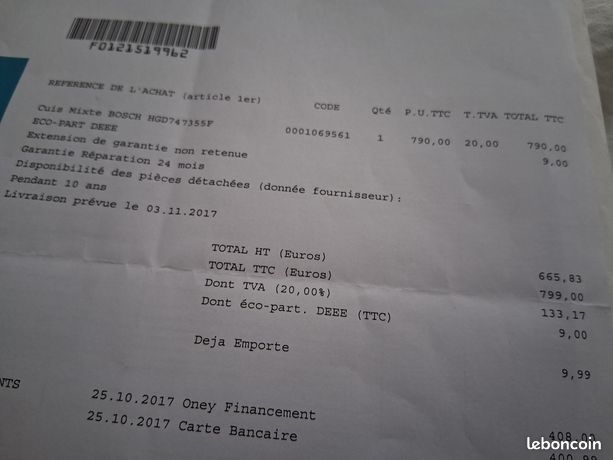 F0121519962
REFERENCE DE L'ACHAT (article 1er) CODE Qté P.U.TTC T.TVA TOTAL TTC
Cuis Mixte BOSCH HGD747355F 0001069561 1 790,00 20,00 790,00
ECO-PART DEEE 9,00
Extension de garantie non retenue
Garantie Réparation 24 mois
Disponibilité des pièces détachées (donnée fournisseur):
Pendant 10 ans
Livraison prévue le 03.11.2017
TOTAL HT (Euros) 665,83
TOTAL TTC (Euros) 799,00
Dont TVA (20,00%) 133,17
Dont éco-part. DEEE (TTC) 9,00
Deja Emporte 9,99
NTS 25.10.2017 Oney Financement 408,00
25.10.2017 Carte Bancaire 400,99
leboncoin